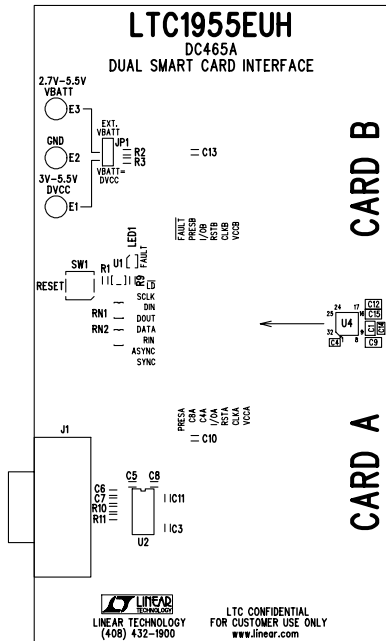 LTC1955EUH
DC465A
DUAL SMART CARD INTERFACE
2.7V-5.5V
VBATT
E3
GND
E2
3V-5.5V
DVCC
E1
EXT.
VBATT
JP1
R2
R3
VBATT=
DVCC
C13
CARD B
FAULT
PRESB
I/OB
RSTB
CLKB
VCCB
LED1
FAULT
U1
SW1
RESET
R1
R9
LD
SCLK
DIN
RN1
DOUT
RN2
DATA
RIN
ASYNC
SYNC
24
17
25
16
U4
32
9
1
8
C12
C15
C1
C4
C9
PRESA
C8A
C4A
I/OA
RSTA
CLKA
VCCA
C10
CARD A
J1
C5
C8
C6
C7
R10
R11
C11
C3
U2
LT LINEAR
TECHNOLOGY
LINEAR TECHNOLOGY
(408) 432-1900
LTC CONFIDENTIAL
FOR CUSTOMER USE ONLY
www.linear.com